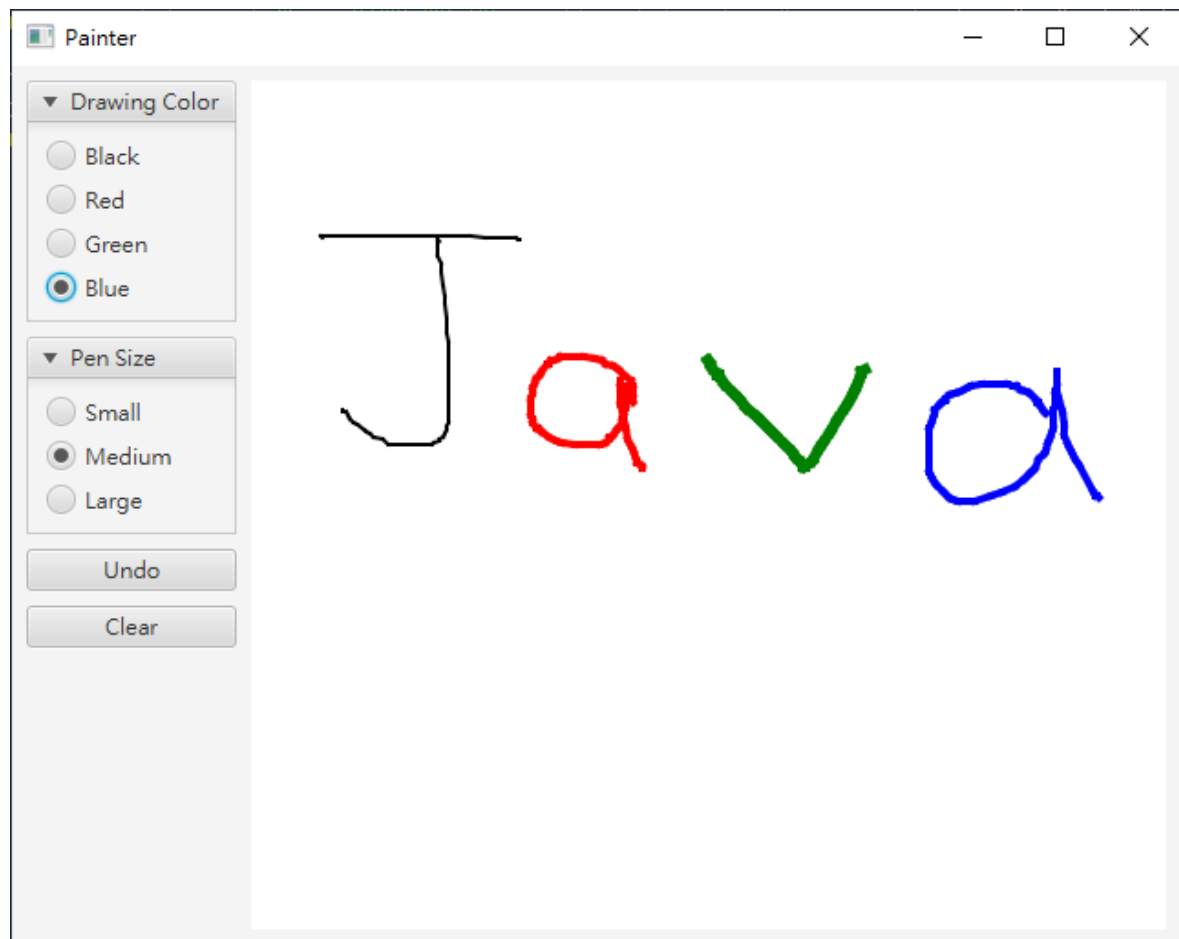 Painter
Drawing Color
Black
Red
Green
Blue
Pen Size
Small
Medium
Large
Undo
Clear
Java